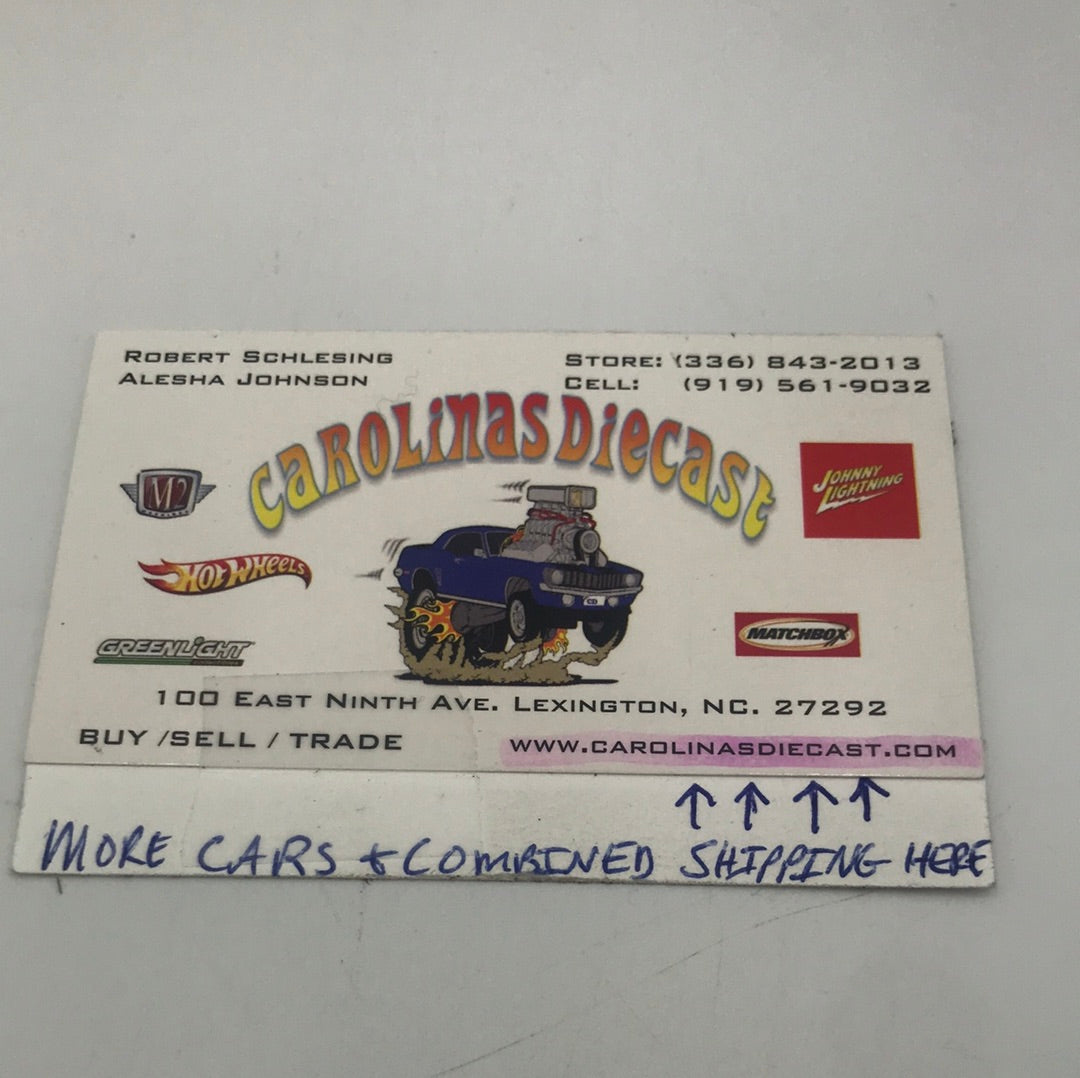 ROBERT SCHLESING
ALESHA JOHNSON
STORE: (336) 843-2013
CELL: (919) 561-9032
CAROLINAS DIECAST
M2
JOHNNY
LIGHTNING
HOT WHEELS
CD
MATCHBOX
GREENLIGHT
100 EAST NINTH AVE. LEXINGTON, NC. 27292
BUY /SELL / TRADE
WWW.CAROLINASDIECAST.COM
MORE CARS + COMBINED SHIPPING HERE